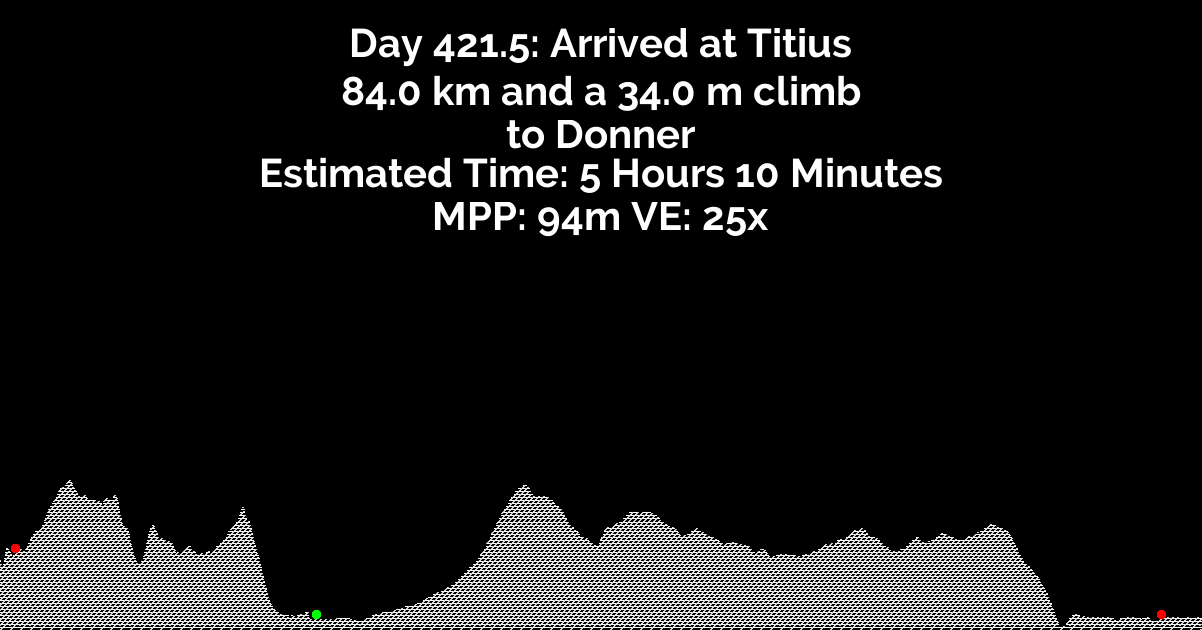 Day 421.5: Arrived at Titius
84.0 km and a 34.0 m climb
to Donner
Estimated Time: 5 Hours 10 Minutes
MPP: 94m VE: 25x